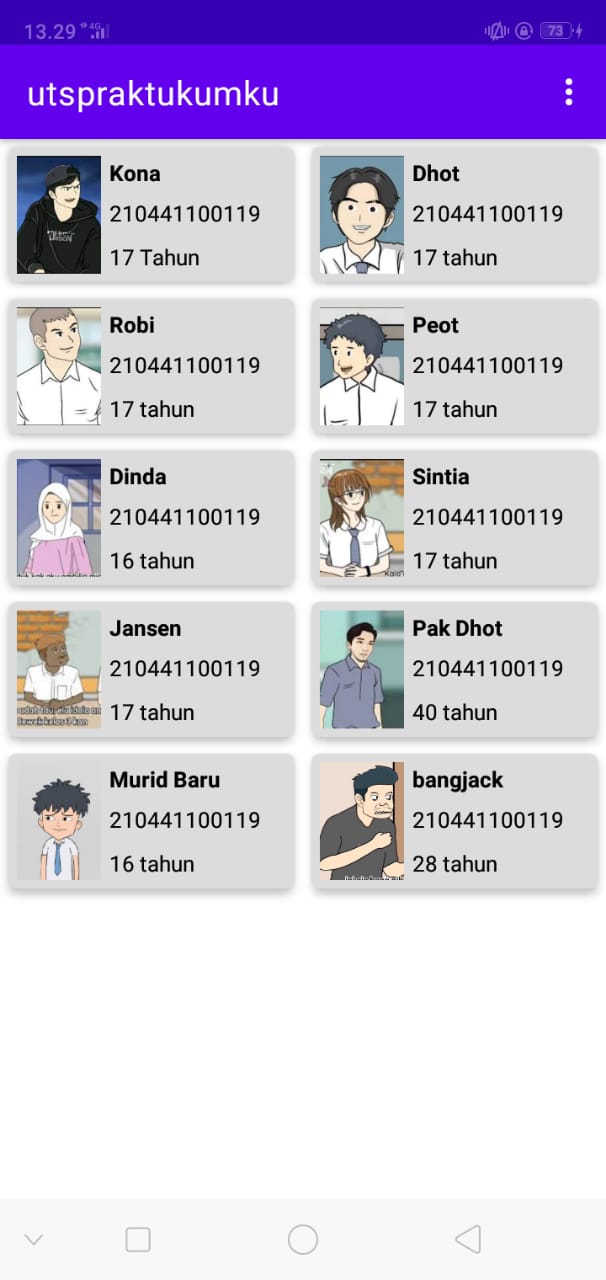 13.29 4G 73
utspraktukumku
Kona
210441100119
17 Tahun
Dhot
210441100119
17 tahun
Robi
210441100119
17 tahun
Peot
210441100119
17 tahun
Dinda
210441100119
16 tahun
Sintia
210441100119
17 tahun
Jansen
210441100119
17 tahun
Pak Dhot
210441100119
40 tahun
Murid Baru
210441100119
16 tahun
bangjack
210441100119
28 tahun